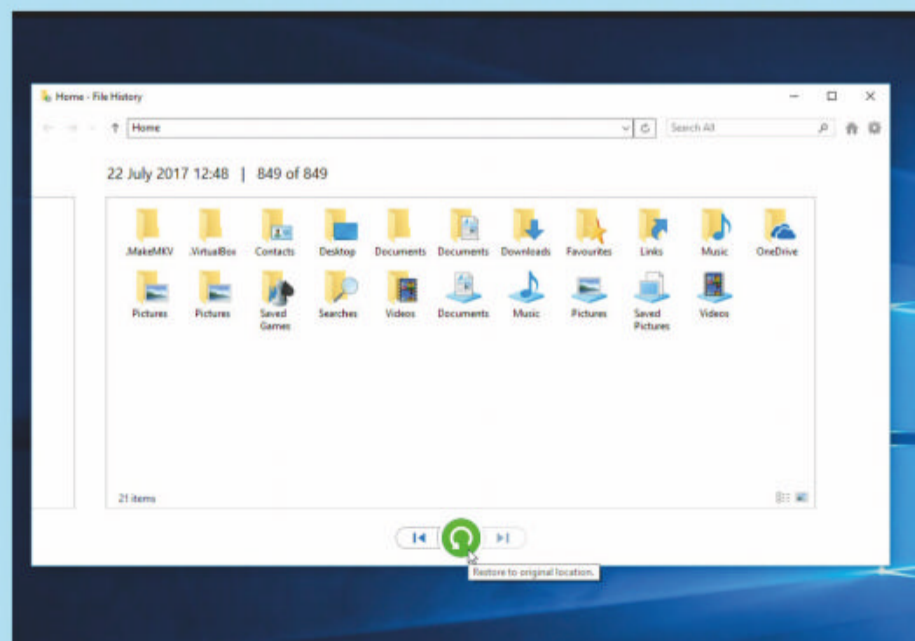 Home - File History
Home
Search All
22 July 2017 12:48 | 849 of 849
.MakeMKV .VirtualBox Contacts Desktop Documents Documents Downloads Favourites Links Music OneDrive
Pictures Pictures Saved Games Searches Videos Documents Music Pictures Saved Pictures Videos
21 items
Restore to original location.